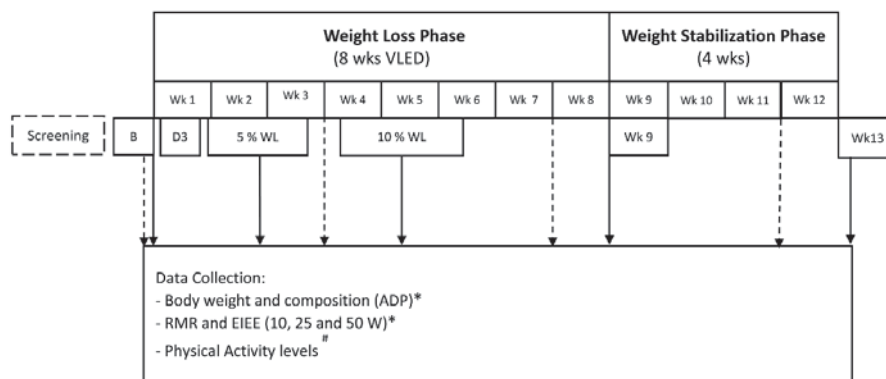 Weight Loss Phase
(8 wks VLED)
Weight Stabilization Phase
(4 wks)
Wk 1 Wk 2 Wk 3 Wk 4 Wk 5 Wk 6 Wk 7 Wk 8 Wk 9 Wk 10 Wk 11 Wk 12
Screening B D3 5 % WL 10 % WL Wk 9 Wk13
Data Collection:
- Body weight and composition (ADP)*
- RMR and EIEE (10, 25 and 50 W)*
- Physical Activity levels #